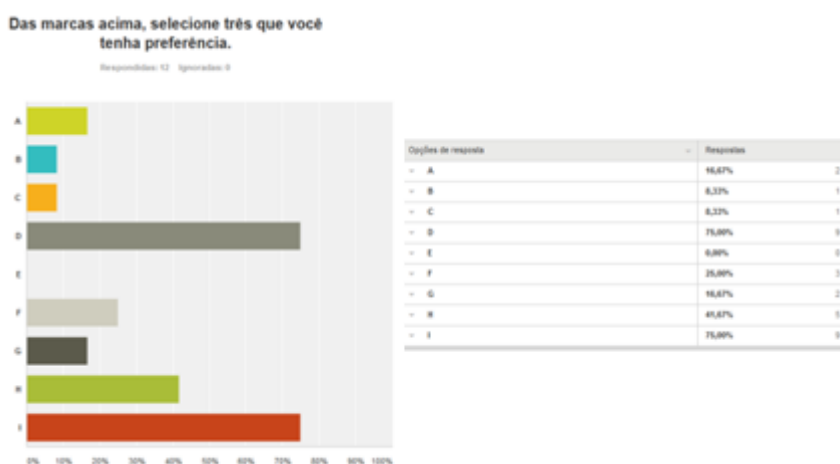 Das marcas acima, selecione três que você
tenha preferência.
Respondidas: 12 Ignoradas: 0
A
B
C
D
E
F
G
H
I
0% 10% 20% 30% 40% 50% 60% 70% 80% 90% 100%
Opções de resposta Respostas
A 16,67% 2
B 8,33% 1
C 8,33% 1
D 75,00% 9
E 0,00% 0
F 25,00% 3
G 16,67% 2
H 41,67% 5
I 75,00% 9